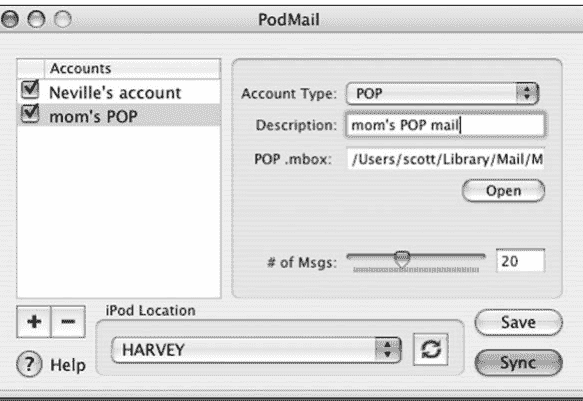 PodMail
Accounts
Neville's account
mom's POP
Account Type: POP
Description: mom's POP mail
POP .mbox: /Users/scott/Library/Mail/M
Open
# of Msgs: 20
+ −
iPod Location
HARVEY
Save
? Help
Sync